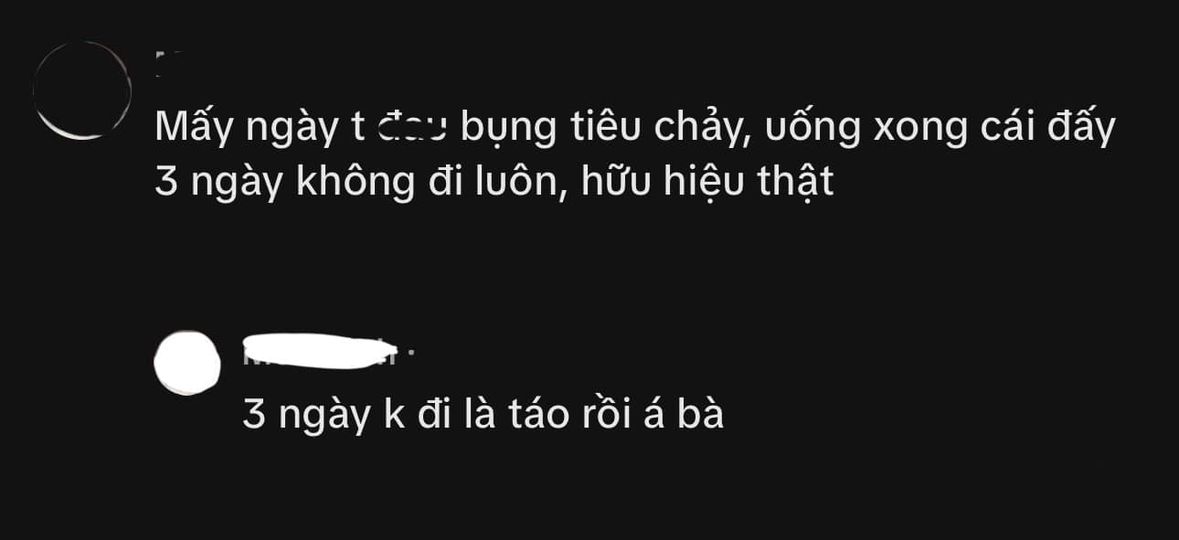 Mấy ngày t đau bụng tiêu chảy, uống xong cái đấy
3 ngày không đi luôn, hữu hiệu thật
3 ngày k đi là táo rồi á bà